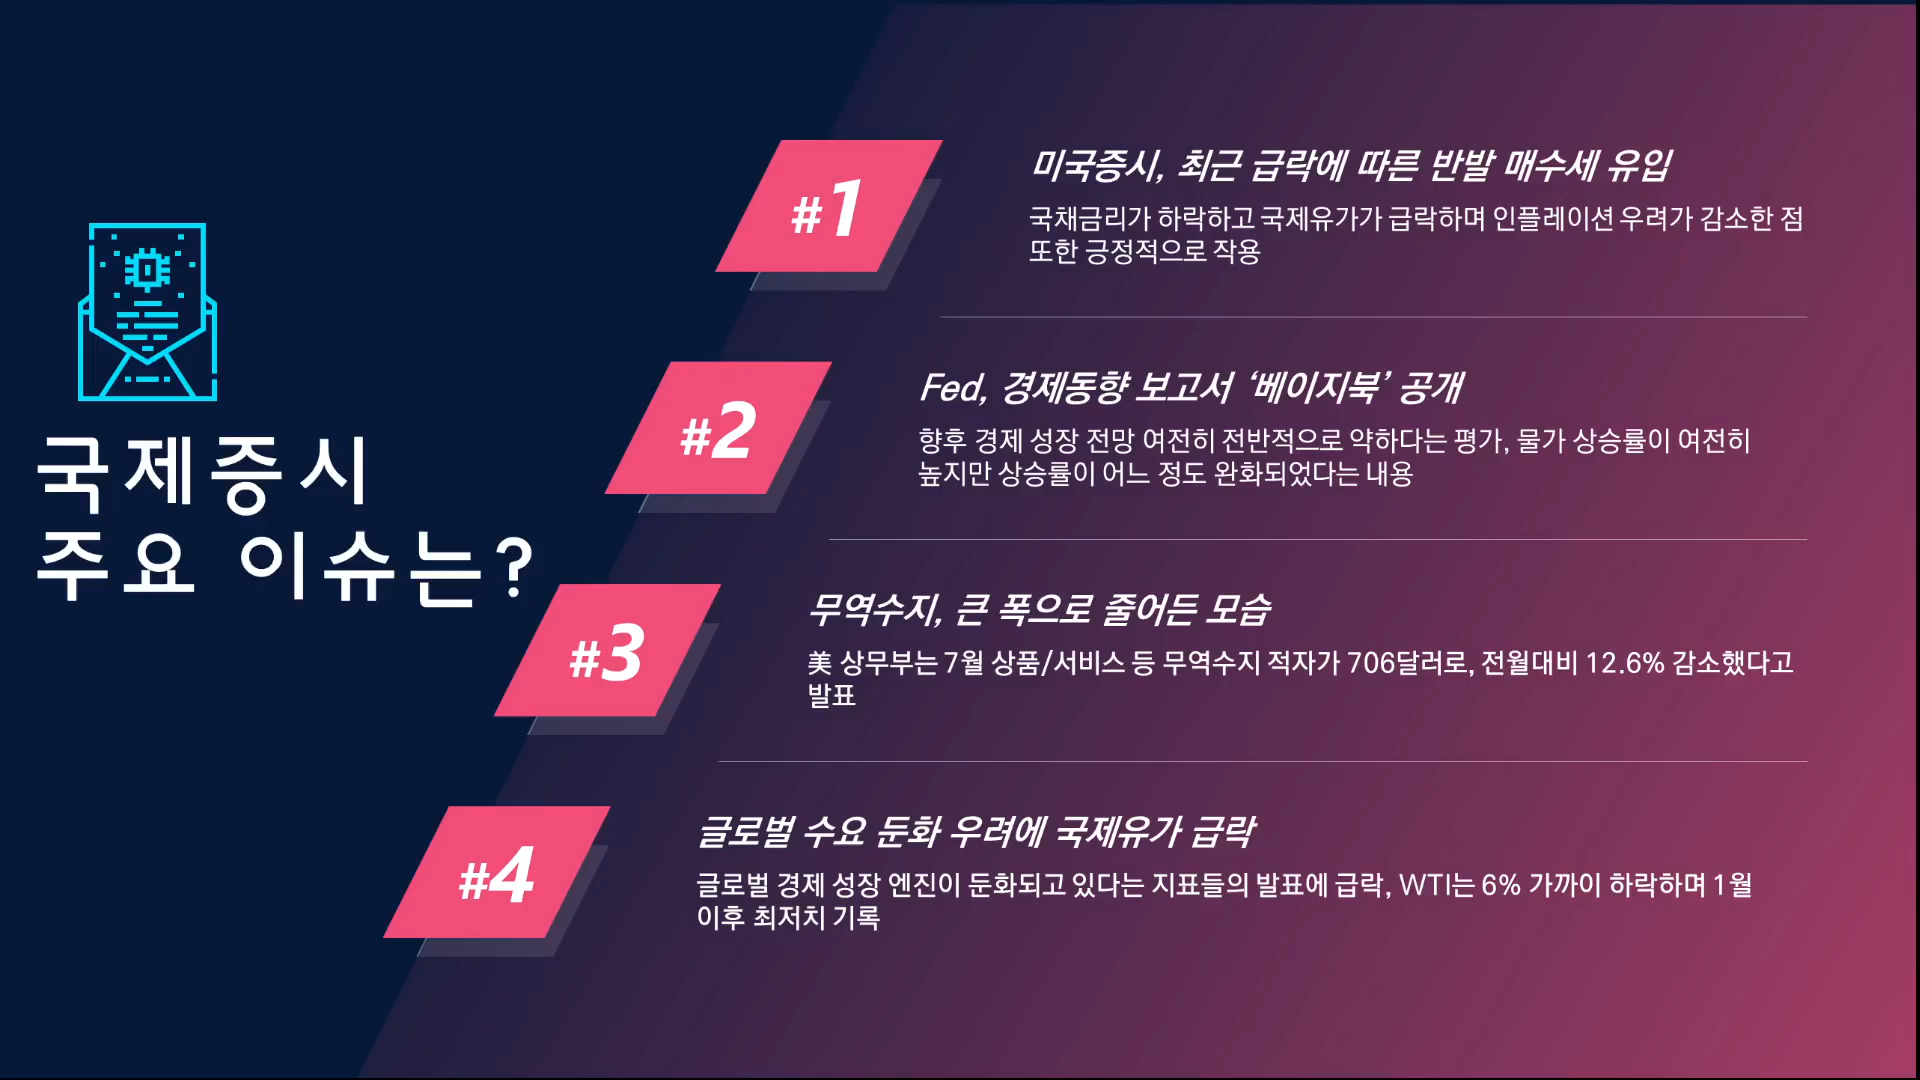 국제증시
주요 이슈는?
#1
미국증시, 최근 급락에 따른 반발 매수세 유입
국채금리가 하락하고 국제유가가 급락하며 인플레이션 우려가 감소한 점
또한 긍정적으로 작용
#2
Fed, 경제동향 보고서 ‘베이지북’ 공개
향후 경제 성장 전망 여전히 전반적으로 약하다는 평가, 물가 상승률이 여전히
높지만 상승률이 어느 정도 완화되었다는 내용
#3
무역수지, 큰 폭으로 줄어든 모습
美 상무부는 7월 상품/서비스 등 무역수지 적자가 706달러로, 전월대비 12.6% 감소했다고
발표
#4
글로벌 수요 둔화 우려에 국제유가 급락
글로벌 경제 성장 엔진이 둔화되고 있다는 지표들의 발표에 급락, WTI는 6% 가까이 하락하며 1월
이후 최저치 기록